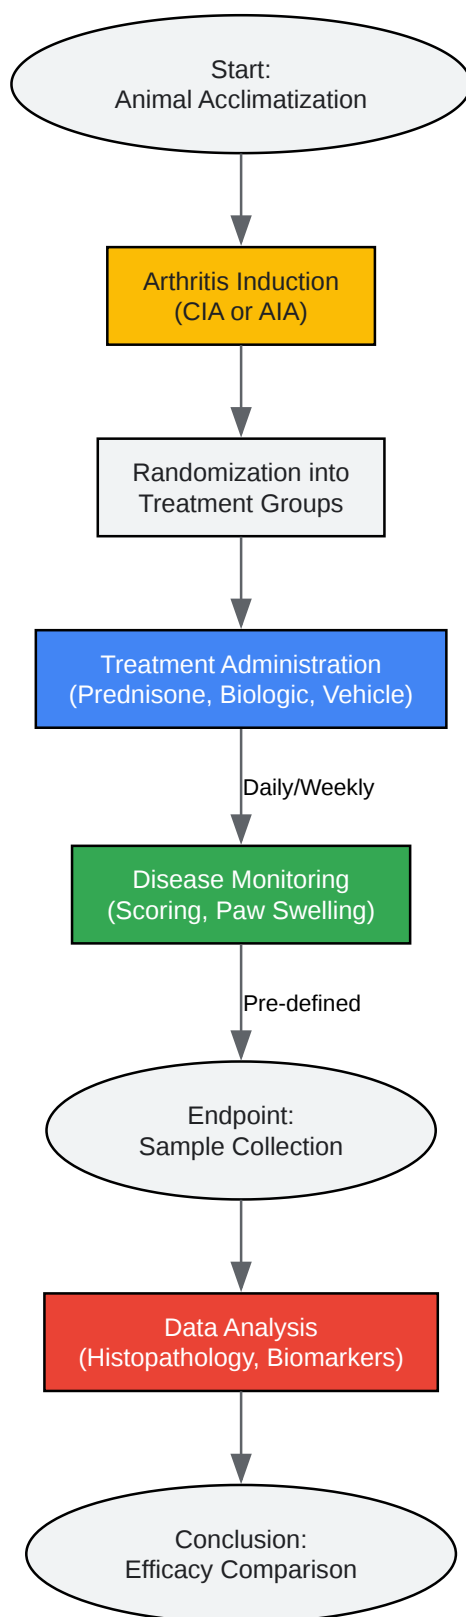 Start:
Animal Acclimatization
Arthritis Induction
(CIA or AIA)
Randomization into
Treatment Groups
Treatment Administration
(Prednisone, Biologic, Vehicle)
Daily/Weekly
Disease Monitoring
(Scoring, Paw Swelling)
Pre-defined
Endpoint:
Sample Collection
Data Analysis
(Histopathology, Biomarkers)
Conclusion:
Efficacy Comparison